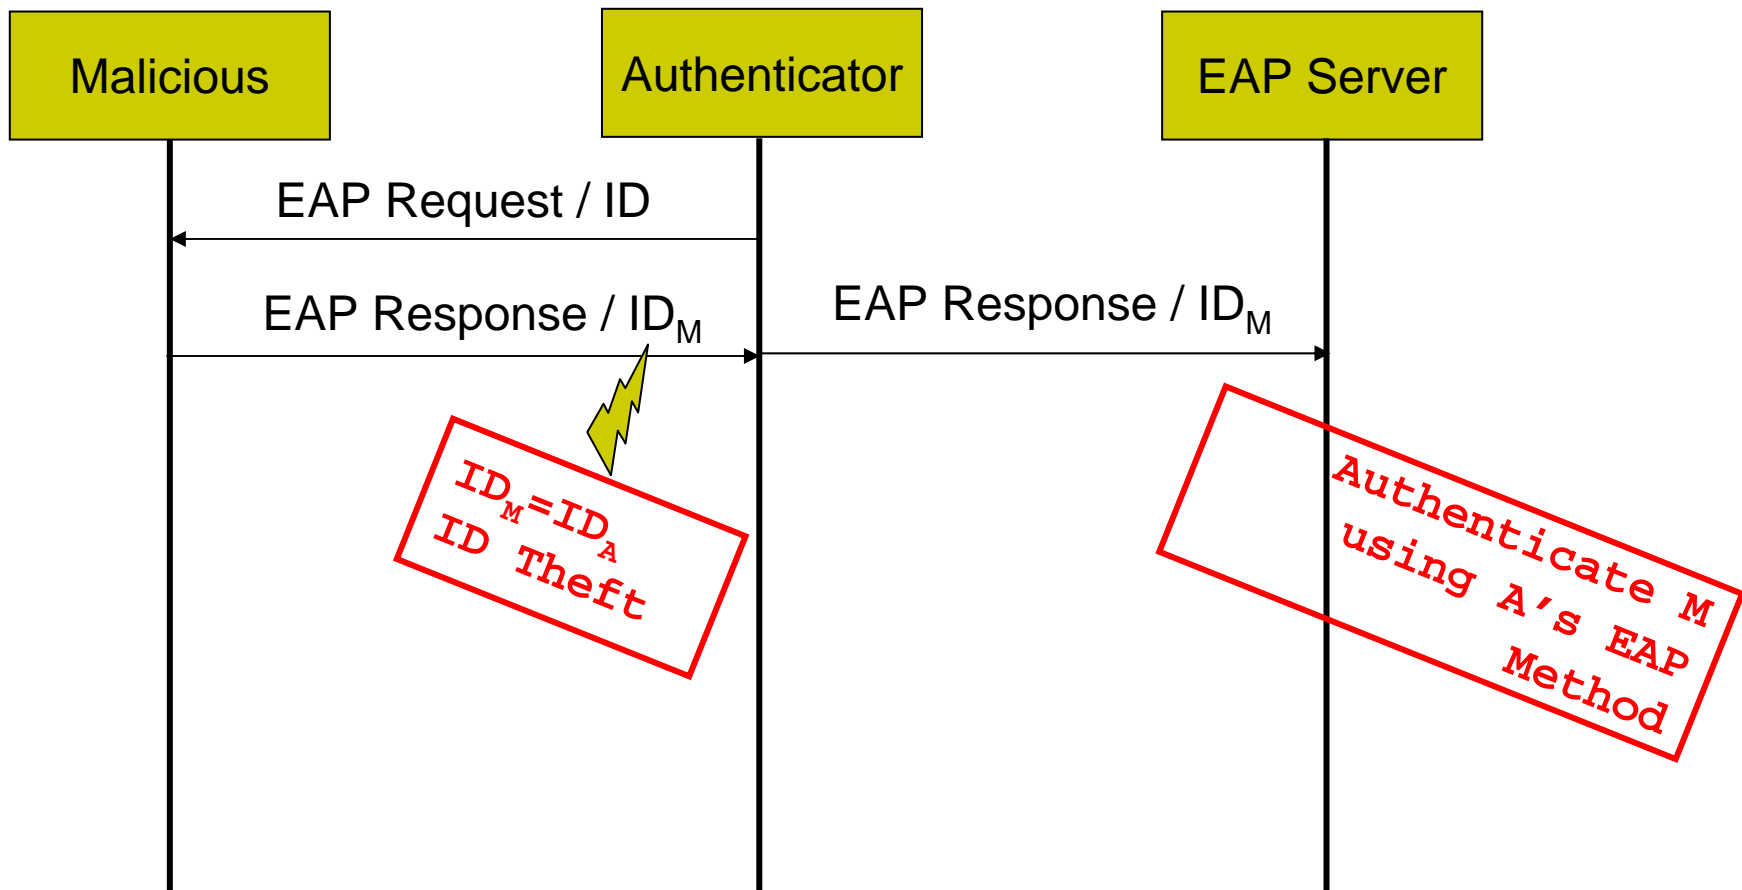 Malicious
Authenticator
EAP Server
EAP Request / ID
EAP Response / IDM
EAP Response / IDM
IDM=IDA
ID Theft
Authenticate M
using A’s EAP
Method